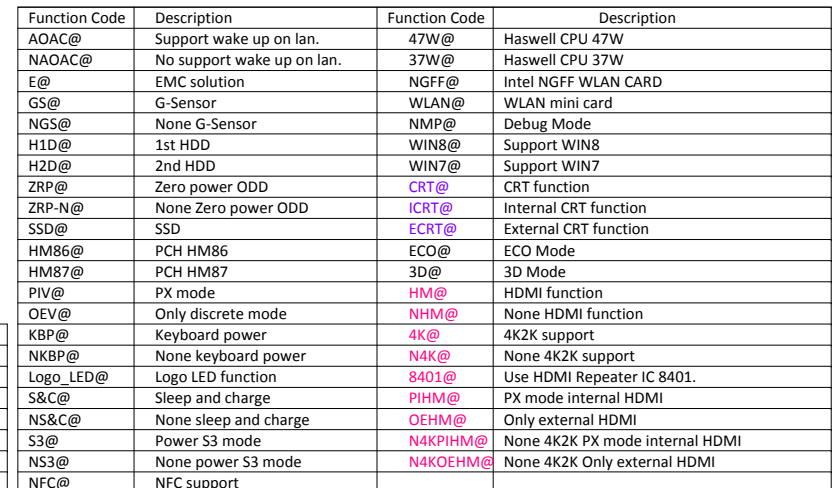 Function Code Description Function Code Description
AOAC@ Support wake up on lan. 47W@ Haswell CPU 47W
NAOAC@ No support wake up on lan. 37W@ Haswell CPU 37W
E@ EMC solution NGFF@ Intel NGFF WLAN CARD
GS@ G-Sensor WLAN@ WLAN mini card
NGS@ None G-Sensor NMP@ Debug Mode
H1D@ 1st HDD WIN8@ Support WIN8
H2D@ 2nd HDD WIN7@ Support WIN7
ZRP@ Zero power ODD CRT@ CRT function
ZRP-N@ None Zero power ODD ICRT@ Internal CRT function
SSD@ SSD ECRT@ External CRT function
HM86@ PCH HM86 ECO@ ECO Mode
HM87@ PCH HM87 3D@ 3D Mode
PIV@ PX mode HM@ HDMI function
OEV@ Only discrete mode NHM@ None HDMI function
KBP@ Keyboard power 4K@ 4K2K support
NKBP@ None keyboard power N4K@ None 4K2K support
Logo_LED@ Logo LED function 8401@ Use HDMI Repeater IC 8401.
S&C@ Sleep and charge PIHM@ PX mode internal HDMI
NS&C@ None sleep and charge OEHM@ Only external HDMI
S3@ Power S3 mode N4KPIHM@ None 4K2K PX mode internal HDMI
NS3@ None power S3 mode N4KOEHM@ None 4K2K Only external HDMI
NFC@ NFC support